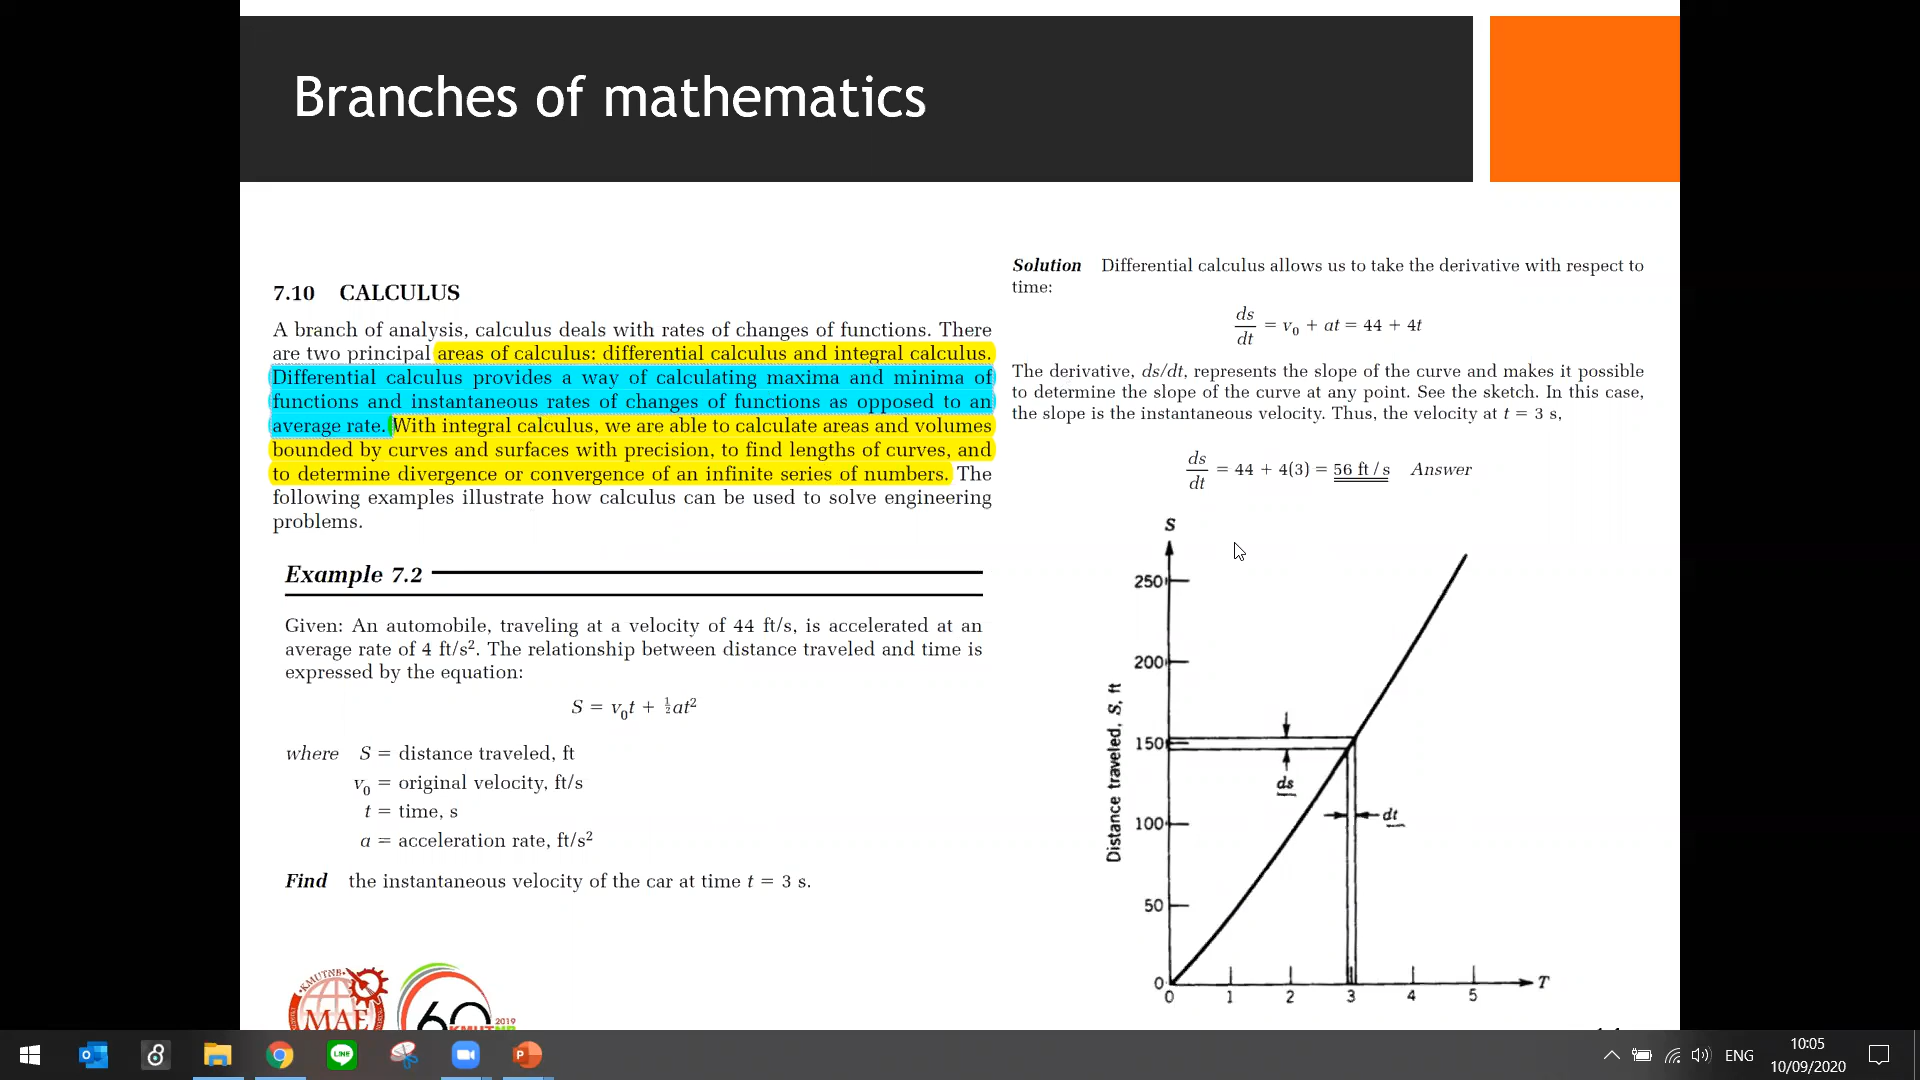 Branches of mathematics
7.10 CALCULUS
A branch of analysis, calculus deals with rates of changes of functions. There
are two principal areas of calculus: differential calculus and integral calculus.
Differential calculus provides a way of calculating maxima and minima of
functions and instantaneous rates of changes of functions as opposed to an
average rate. With integral calculus, we are able to calculate areas and volumes
bounded by curves and surfaces with precision, to find lengths of curves, and
to determine divergence or convergence of an infinite series of numbers. The
following examples illustrate how calculus can be used to solve engineering
problems.
Example 7.2
Given: An automobile, traveling at a velocity of 44 ft/s, is accelerated at an
average rate of 4 ft/s². The relationship between distance traveled and time is
expressed by the equation:
S = v₀t + ½at²
where S = distance traveled, ft
v₀ = original velocity, ft/s
t = time, s
a = acceleration rate, ft/s²
Find the instantaneous velocity of the car at time t = 3 s.
Solution Differential calculus allows us to take the derivative with respect to
time:
ds/dt = v₀ + at = 44 + 4t
The derivative, ds/dt, represents the slope of the curve and makes it possible
to determine the slope of the curve at any point. See the sketch. In this case,
the slope is the instantaneous velocity. Thus, the velocity at t = 3 s,
ds/dt = 44 + 4(3) = 56 ft/s Answer
S
250
200
150
100
50
0
Distance traveled, S, ft
ds
dt
0 1 2 3 4 5 T
KMUTNB
MAE
60
2019
KMUTNB
ENG
10:05
10/09/2020
LINE